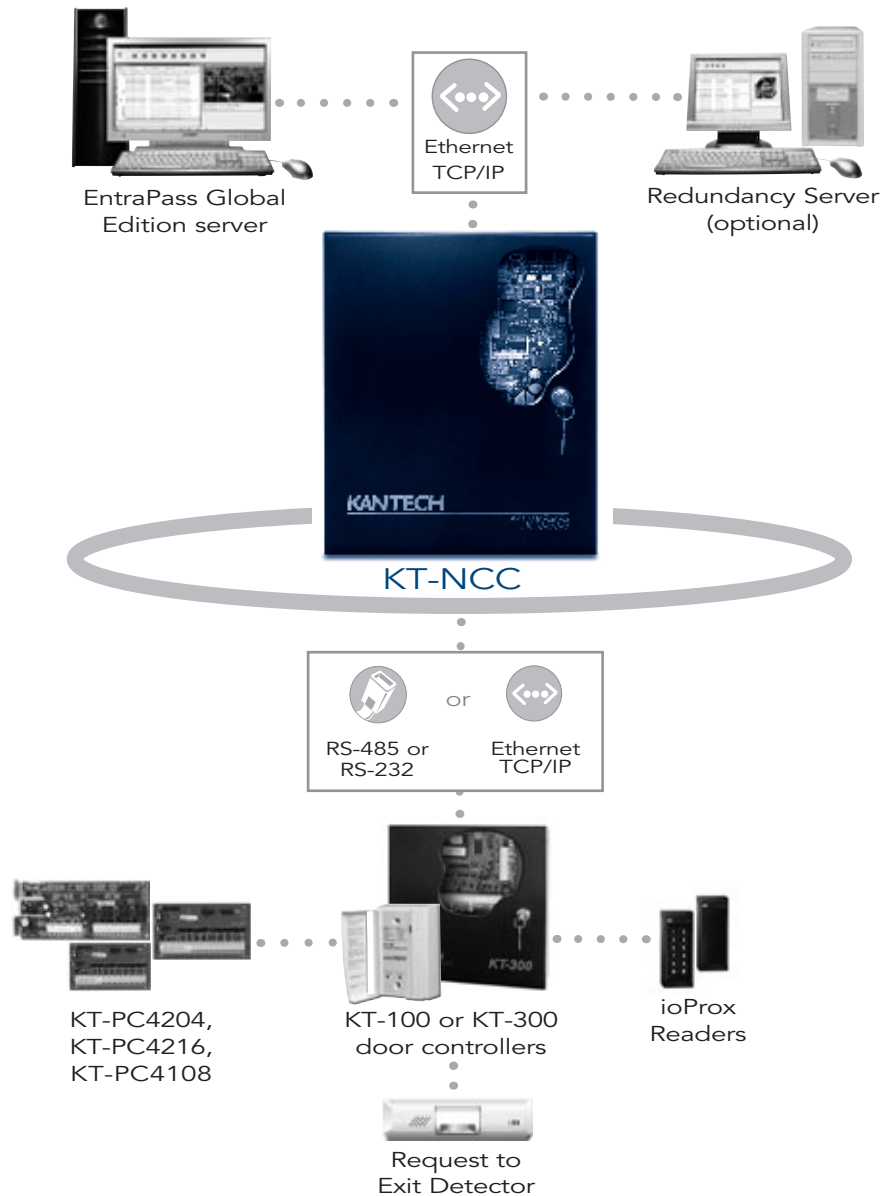 Ethernet
TCP/IP
EntraPass Global
Edition server
Redundancy Server
(optional)
KANTECH
KT-NCC
RS-485 or
RS-232
or
Ethernet
TCP/IP
KT-300
KT-PC4204,
KT-PC4216,
KT-PC4108
KT-100 or KT-300
door controllers
ioProx
Readers
Request to
Exit Detector